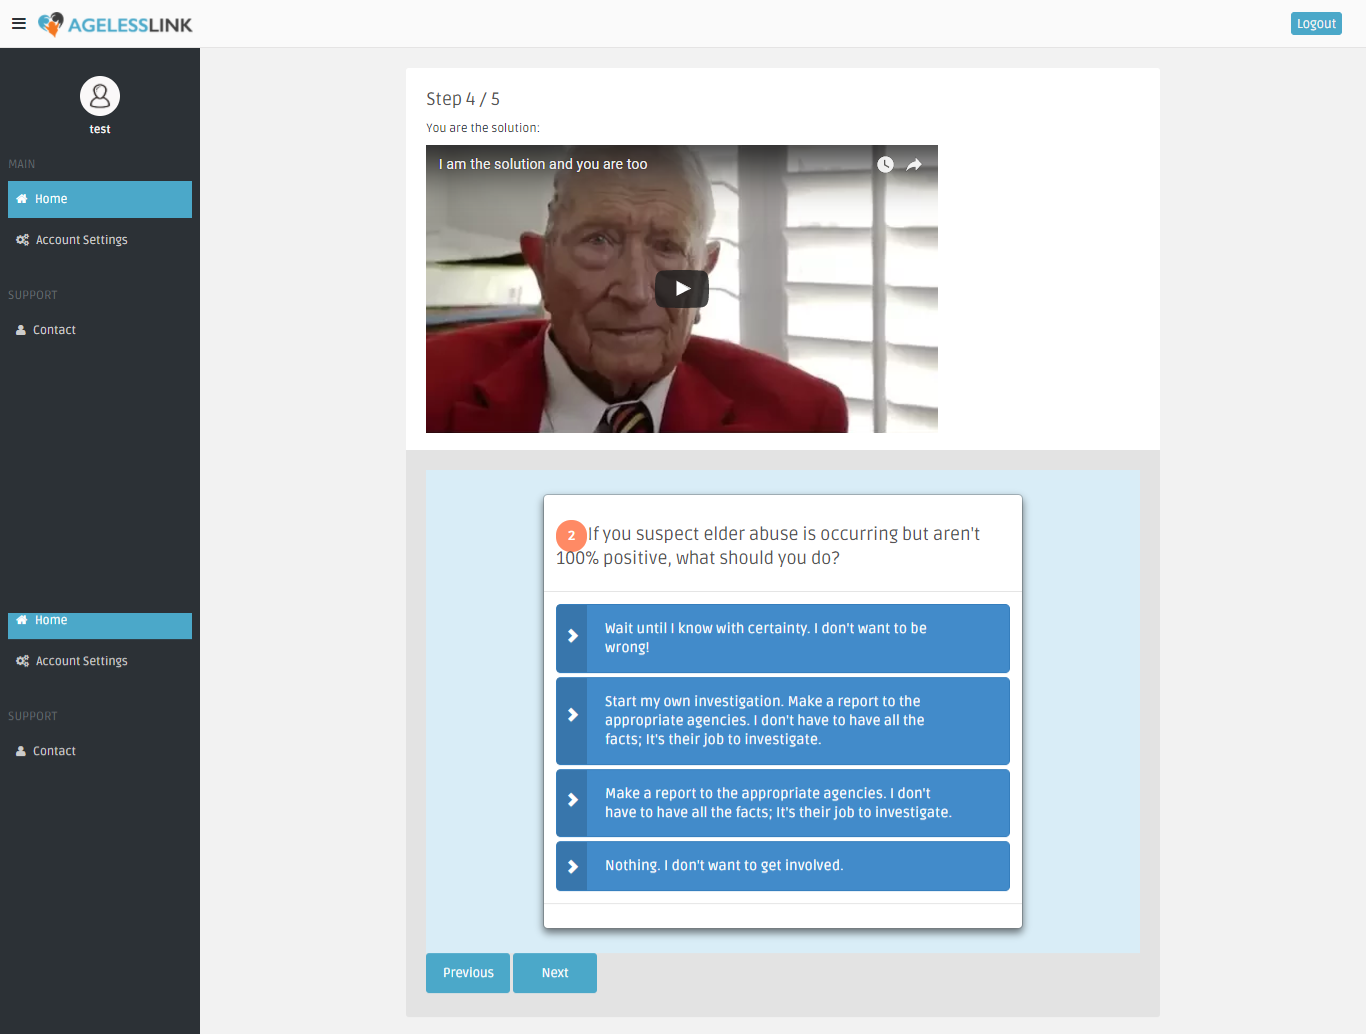 AGELESSLINK
Logout
test
MAIN
Home
Account Settings
SUPPORT
Contact
Home
Account Settings
SUPPORT
Contact
Step 4 / 5
You are the solution:
I am the solution and you are too
2 If you suspect elder abuse is occurring but aren't
100% positive, what should you do?
Wait until I know with certainty. I don't want to be
wrong!
Start my own investigation. Make a report to the
appropriate agencies. I don't have to have all the
facts; It's their job to investigate.
Make a report to the appropriate agencies. I don't
have to have all the facts; It's their job to investigate.
Nothing. I don't want to get involved.
Previous
Next